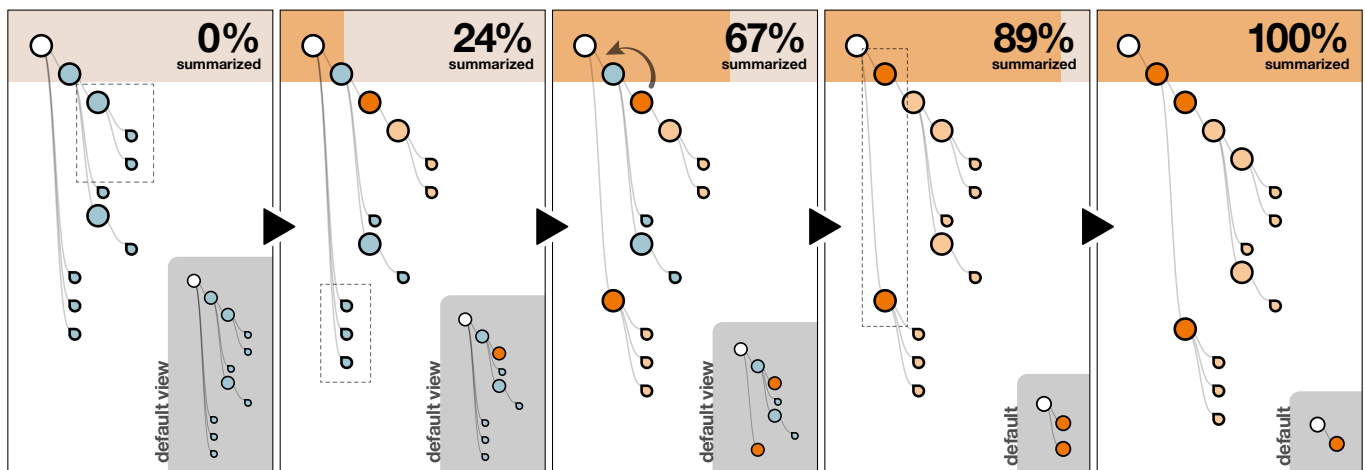 0%
summarized
default view
24%
summarized
default view
67%
summarized
default view
89%
summarized
default
100%
summarized
default